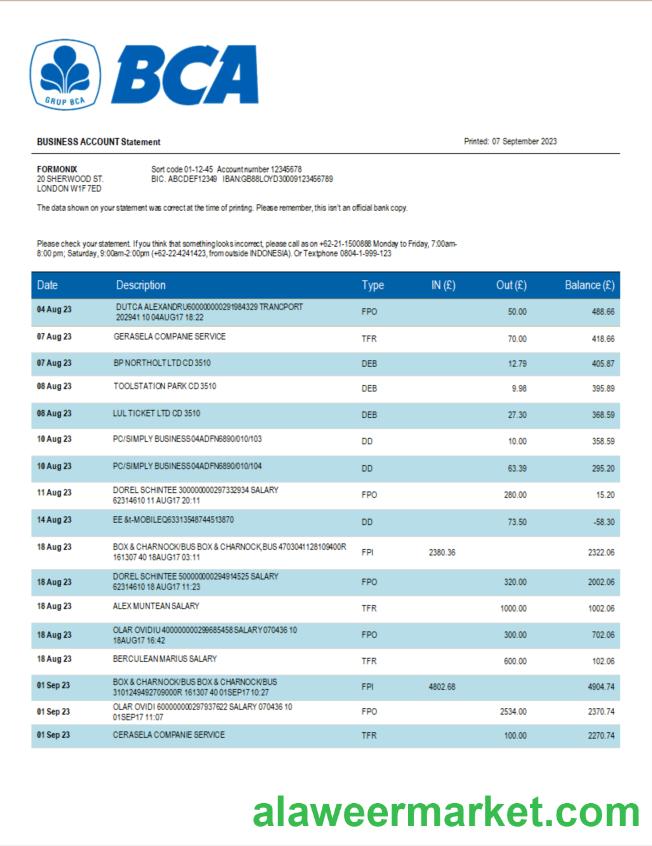 GRUP BCA
BCA
BUSINESS ACCOUNT Statement
Printed: 07 September 2023
FORMONIX
20 SHERWOOD ST.
LONDON W1F 7ED
Sort code 01-12-45 Account number 12345678
BIC: ABCDEF12349 IBAN:GB88LOYD30009123456789
The data shown on your statement was correct at the time of printing. Please remember, this isn't an official bank copy.
Please check your statement. If you think that something looks incorrect, please call as on +62-21-1500888 Monday to Friday, 7:00am-
8:00 pm; Saturday, 9:00am-2:00pm (+62-22-4241423, from outside INDONESIA). Or Textphone 0804-1-999-123
Date Description Type IN (£) Out (£) Balance (£)
04 Aug 23 DUTCA ALEXANDRU600000000291984329 TRANCPORT
202941 10 04AUG17 18:22 FPO 50.00 488.66
07 Aug 23 GERASELA COMPANIE SERVICE TFR 70.00 418.66
07 Aug 23 BP NORTHOLT LTD CD 3510 DEB 12.79 405.87
08 Aug 23 TOOLSTATION PARK CD 3510 DEB 9.98 395.89
08 Aug 23 LUL TICKET LTD CD 3510 DEB 27.30 368.59
10 Aug 23 PC/SIMPLY BUSINESS04ADFN6890/010/103 DD 10.00 358.59
10 Aug 23 PC/SIMPLY BUSINESS04ADFN6890/010/104 DD 63.39 295.20
11 Aug 23 DOREL SCHINTEE 300000000297332934 SALARY
62314610 11 AUG17 20:11 FPO 280.00 15.20
14 Aug 23 EE &t-MOBILEQ63313548744513870 DD 73.50 -58.30
18 Aug 23 BOX & CHARNOCK/BUS BOX & CHARNOCK,BUS 4703041128109400R
161307 40 18AUG17 03:11 FPI 2380.36 2322.06
18 Aug 23 DOREL SCHINTEE 500000000294914525 SALARY
62314610 18 AUG17 11:23 FPO 320.00 2002.06
18 Aug 23 ALEX MUNTEAN SALARY TFR 1000.00 1002.06
18 Aug 23 OLAR OVIDIU 400000000299685458 SALARY 070436 10
18AUG17 16:42 FPO 300.00 702.06
18 Aug 23 BERCULEAN MARIUS SALARY TFR 600.00 102.06
01 Sep 23 BOX & CHARNOCK/BUS BOX & CHARNOCK/BUS
3101249492709000R 161307 40 01SEP17 10:27 FPI 4802.68 4904.74
01 Sep 23 OLAR OVIDI 600000000297937622 SALARY 070436 10
01SEP17 11:07 FPO 2534.00 2370.74
01 Sep 23 CERASELA COMPANIE SERVICE TFR 100.00 2270.74
alaweermarket.com